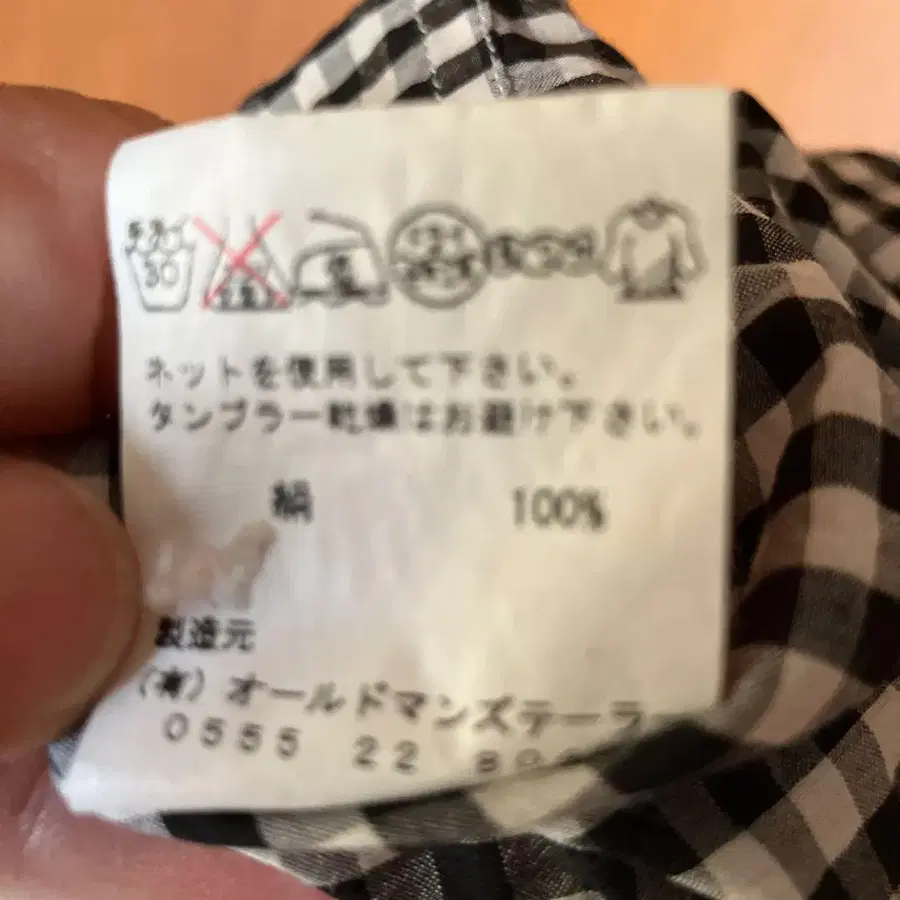 30
ネットを使用して下さい。
タンブラー乾燥はお避け下さい。
絹 100%
製造元
(有) オールドマンズテーラー
0555 22